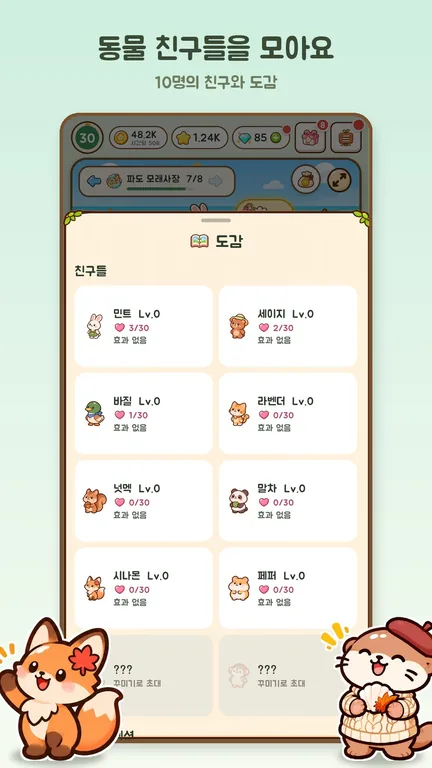 동물 친구들을 모아요
10명의 친구와 도감
30
48.2K
1,24K
85
8
파도 모래사장 7/8
도감
친구들
민트 Lv.0
3/30
효과 없음
세이지 Lv.0
2/30
효과 없음
바질 Lv.0
1/30
효과 없음
라벤더 Lv.0
0/30
효과 없음
넛멕 Lv.0
0/30
효과 없음
말차 Lv.0
0/30
효과 없음
시나몬 Lv.0
0/30
효과 없음
페퍼 Lv.0
0/30
효과 없음
???
꾸미기로 초대
???
꾸미기로 초대